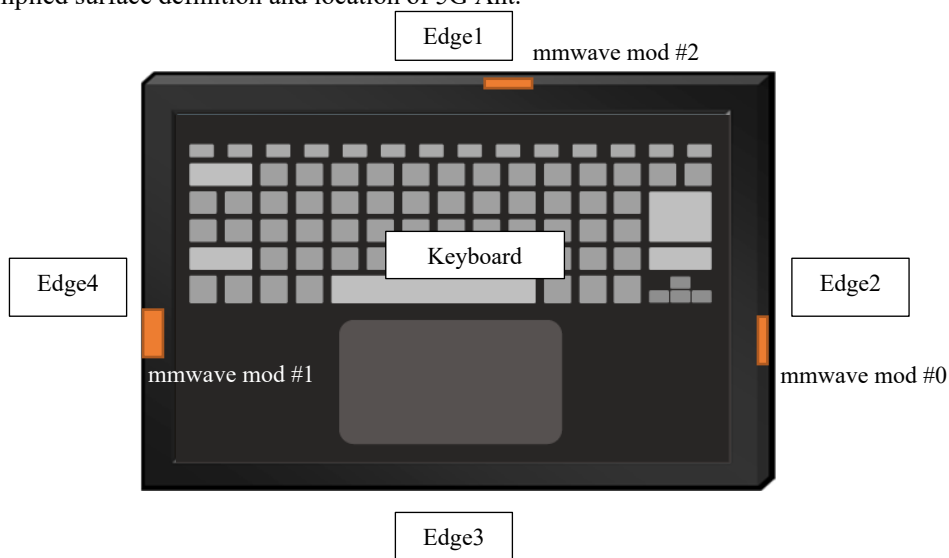 surface definition and location of 5G Ant.
Edge1
mmwave mod #2
Keyboard
Edge4
Edge2
mmwave mod #1
mmwave mod #0
Edge3